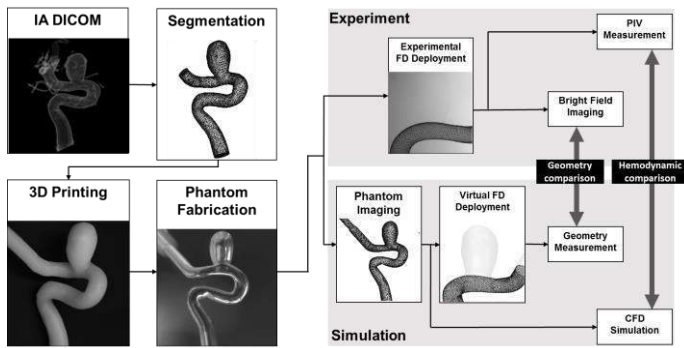 IA DICOM
Segmentation
3D Printing
Phantom
Fabrication
Experiment
Experimental
FD Deployment
PIV
Measurement
Bright Field
Imaging
Geometry
comparison
Hemodynamic
comparison
Phantom
Imaging
Virtual FD
Deployment
Geometry
Measurement
CFD
Simulation
Simulation